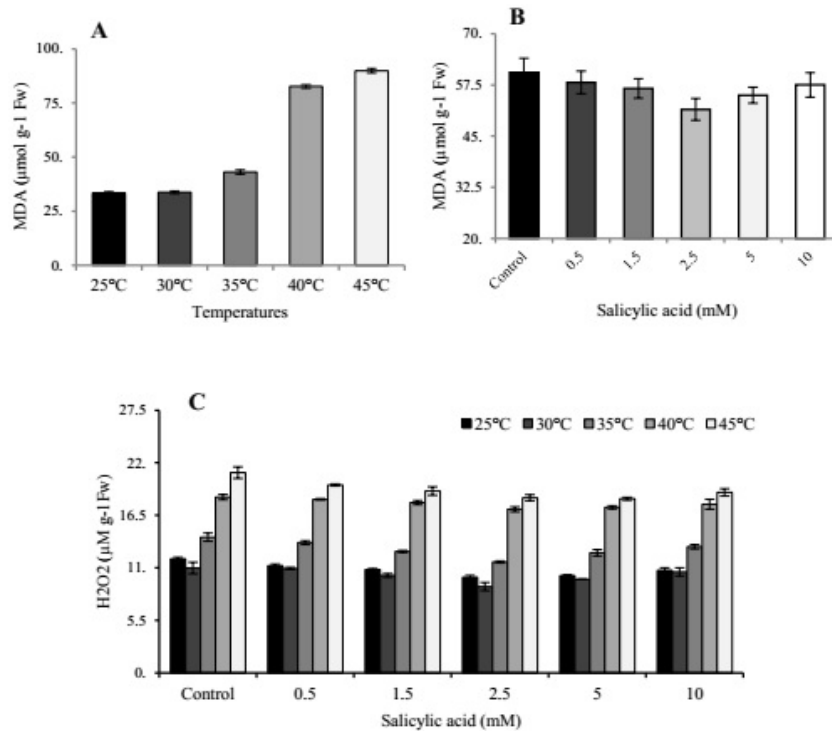 A
MDA (µmol g-1 Fw)
100.
75.
50.
25.
0.
25°C 30°C 35°C 40°C 45°C
Temperatures
B
MDA (µmol g-1 Fw)
70.
57.5
45.
32.5
20.
Control 0.5 1.5 2.5 5 10
Salicylic acid (mM)
C
25°C 30°C 35°C 40°C 45°C
H2O2 (µM g-1Fw)
27.5
22.
16.5
11.
5.5
0.
Control 0.5 1.5 2.5 5 10
Salicylic acid (mM)